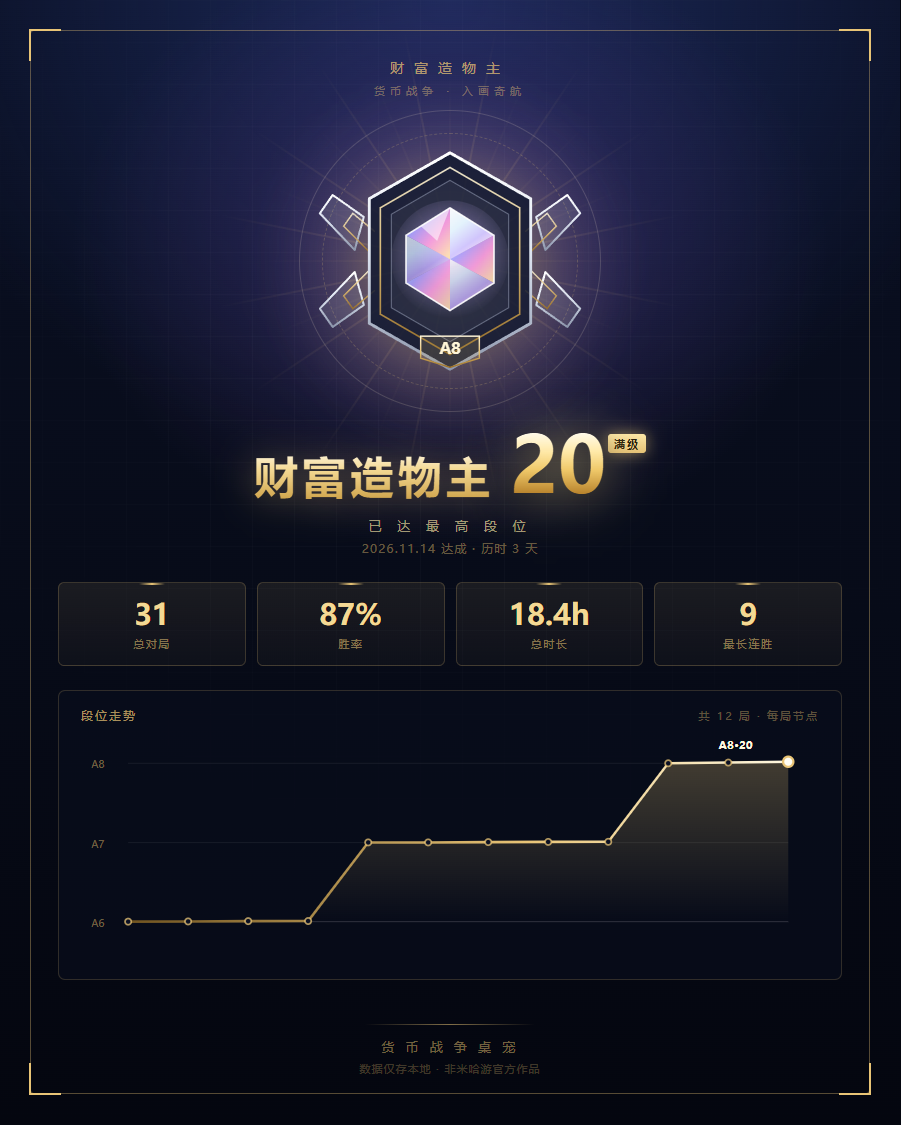 财富造物主
货币战争 · 入画寄航
A8
财富造物主 20 满级
已达最高段位
2026.11.14 达成 · 历时 3 天
31
总对局
87%
胜率
18.4h
总时长
9
最长连胜
段位走势
共 12 局 · 每局节点
A8•20
A8
A7
A6
货币战争桌宠
数据仅存本地 · 非米哈游官方作品